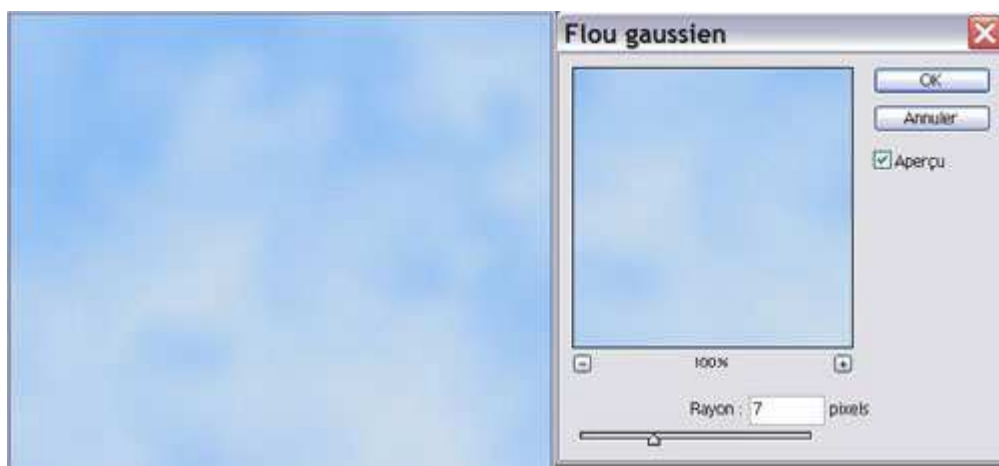 Flou gaussien
OK
Annuler
Aperçu
100%
Rayon : 7 pixels